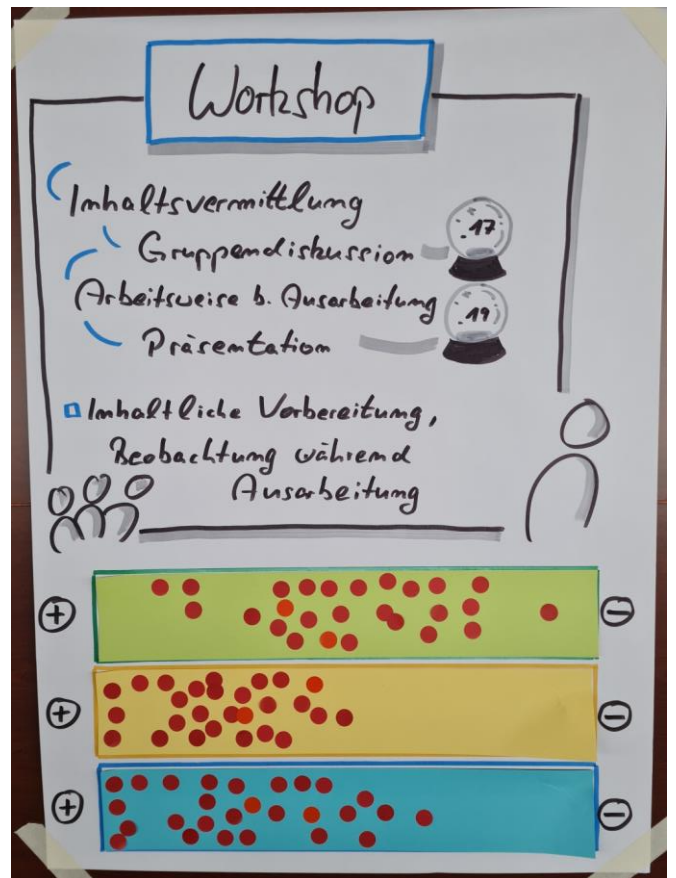 Workshop
Inhaltsvermittlung
Gruppendiskussion
17
Arbeitsweise b. Ausarbeitung
19
Präsentation
Inhaltliche Vorbereitung,
Beobachtung während
Ausarbeitung
+ −
+ −
+ −